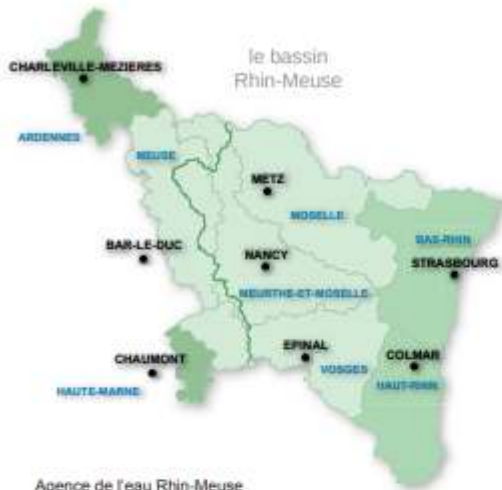 le bassin
Rhin-Meuse
CHARLEVILLE-MEZIERES
ARDENNES
MEUSE
METZ
MOSELLE
BAS-RHIN
BAR-LE-DUC
NANCY
STRASBOURG
MEURTHE-ET-MOSELLE
CHAUMONT
EPINAL
COLMAR
VOSGES
HAUTE-MARNE
HAUT-RHIN
Agence de l'eau Rhin-Meuse